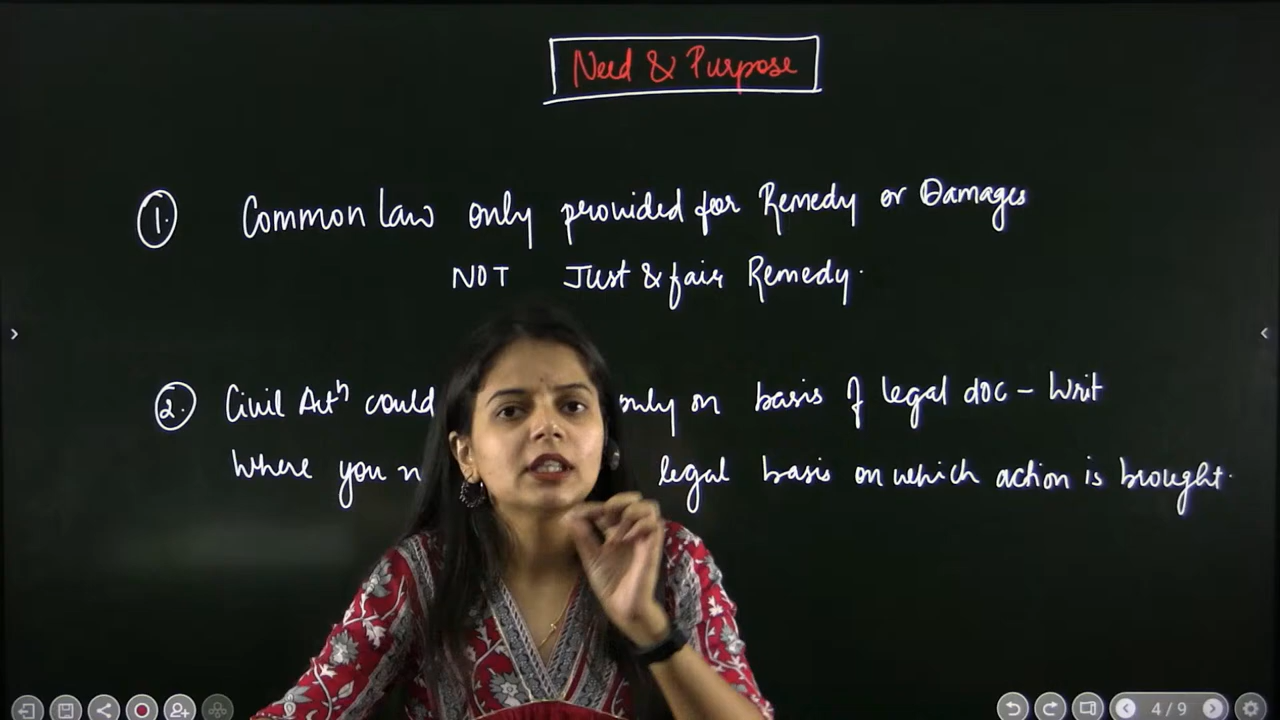 Need & Purpose
1. Common Law only provided for Remedy or Damages
NOT Just & fair Remedy.
2. Civil Actn could only on basis of legal doc - Writ
Where you legal basis on which action is brought.
4/9